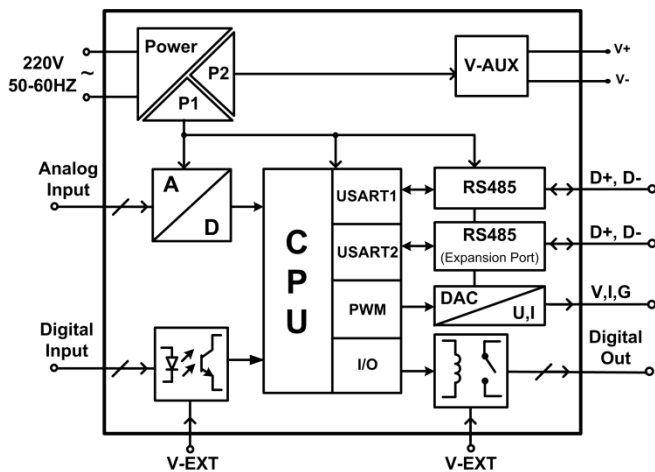 220V
50-60HZ
~
Power
P2
P1
V-AUX
V+
V-
Analog
Input
A
D
CPU
USART1
USART2
PWM
I/O
RS485
D+, D-
RS485
(Expansion Port)
D+, D-
DAC
U,I
V,I,G
Digital
Input
Digital
Out
V-EXT
V-EXT